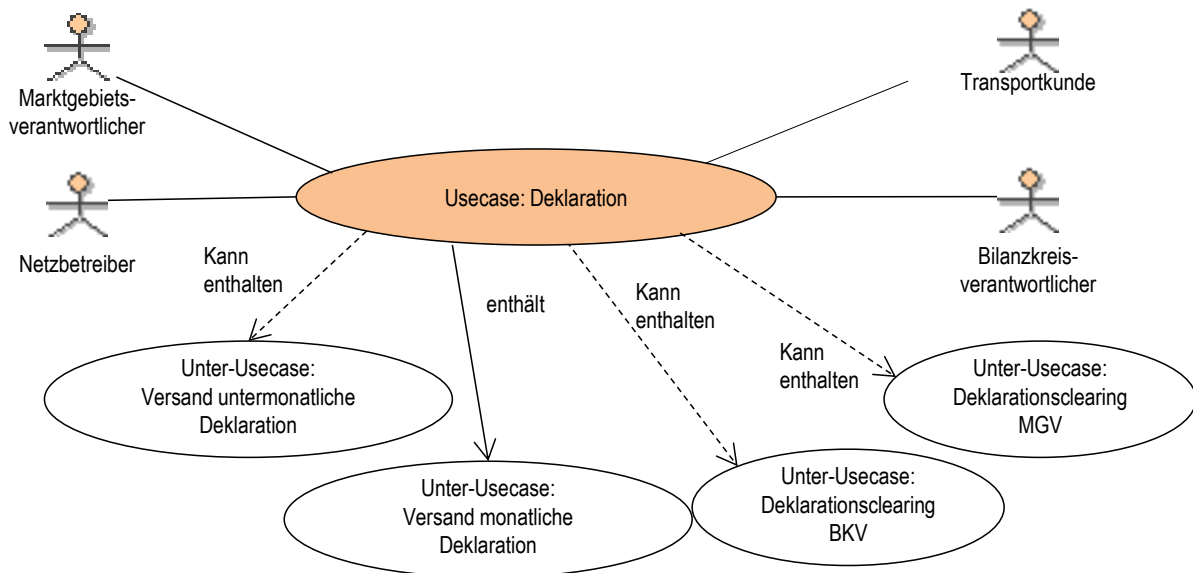 Marktgebiets-
verantwortlicher
Transportkunde
Usecase: Deklaration
Netzbetreiber
Bilanzkreis-
verantwortlicher
Kann
enthalten
enthält
Kann
enthalten
Kann
enthalten
Unter-Usecase:
Versand untermonatliche
Deklaration
Unter-Usecase:
Versand monatliche
Deklaration
Unter-Usecase:
Deklarationsclearing
BKV
Unter-Usecase:
Deklarationsclearing
MGV